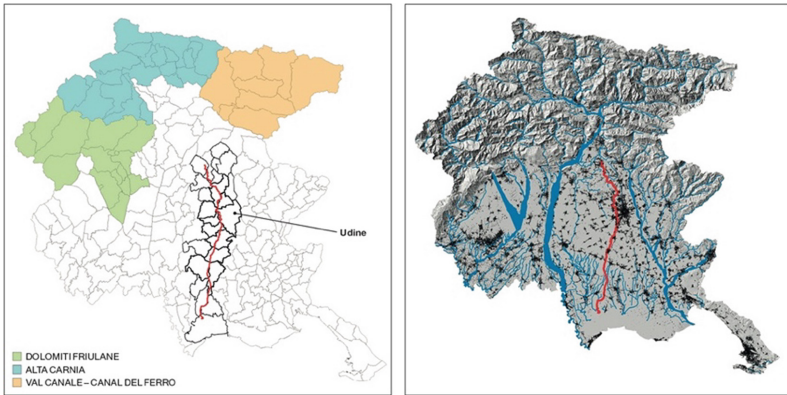 Udine
DOLOMITI FRIULANE
ALTA CARNIA
VAL CANALE – CANAL DEL FERRO